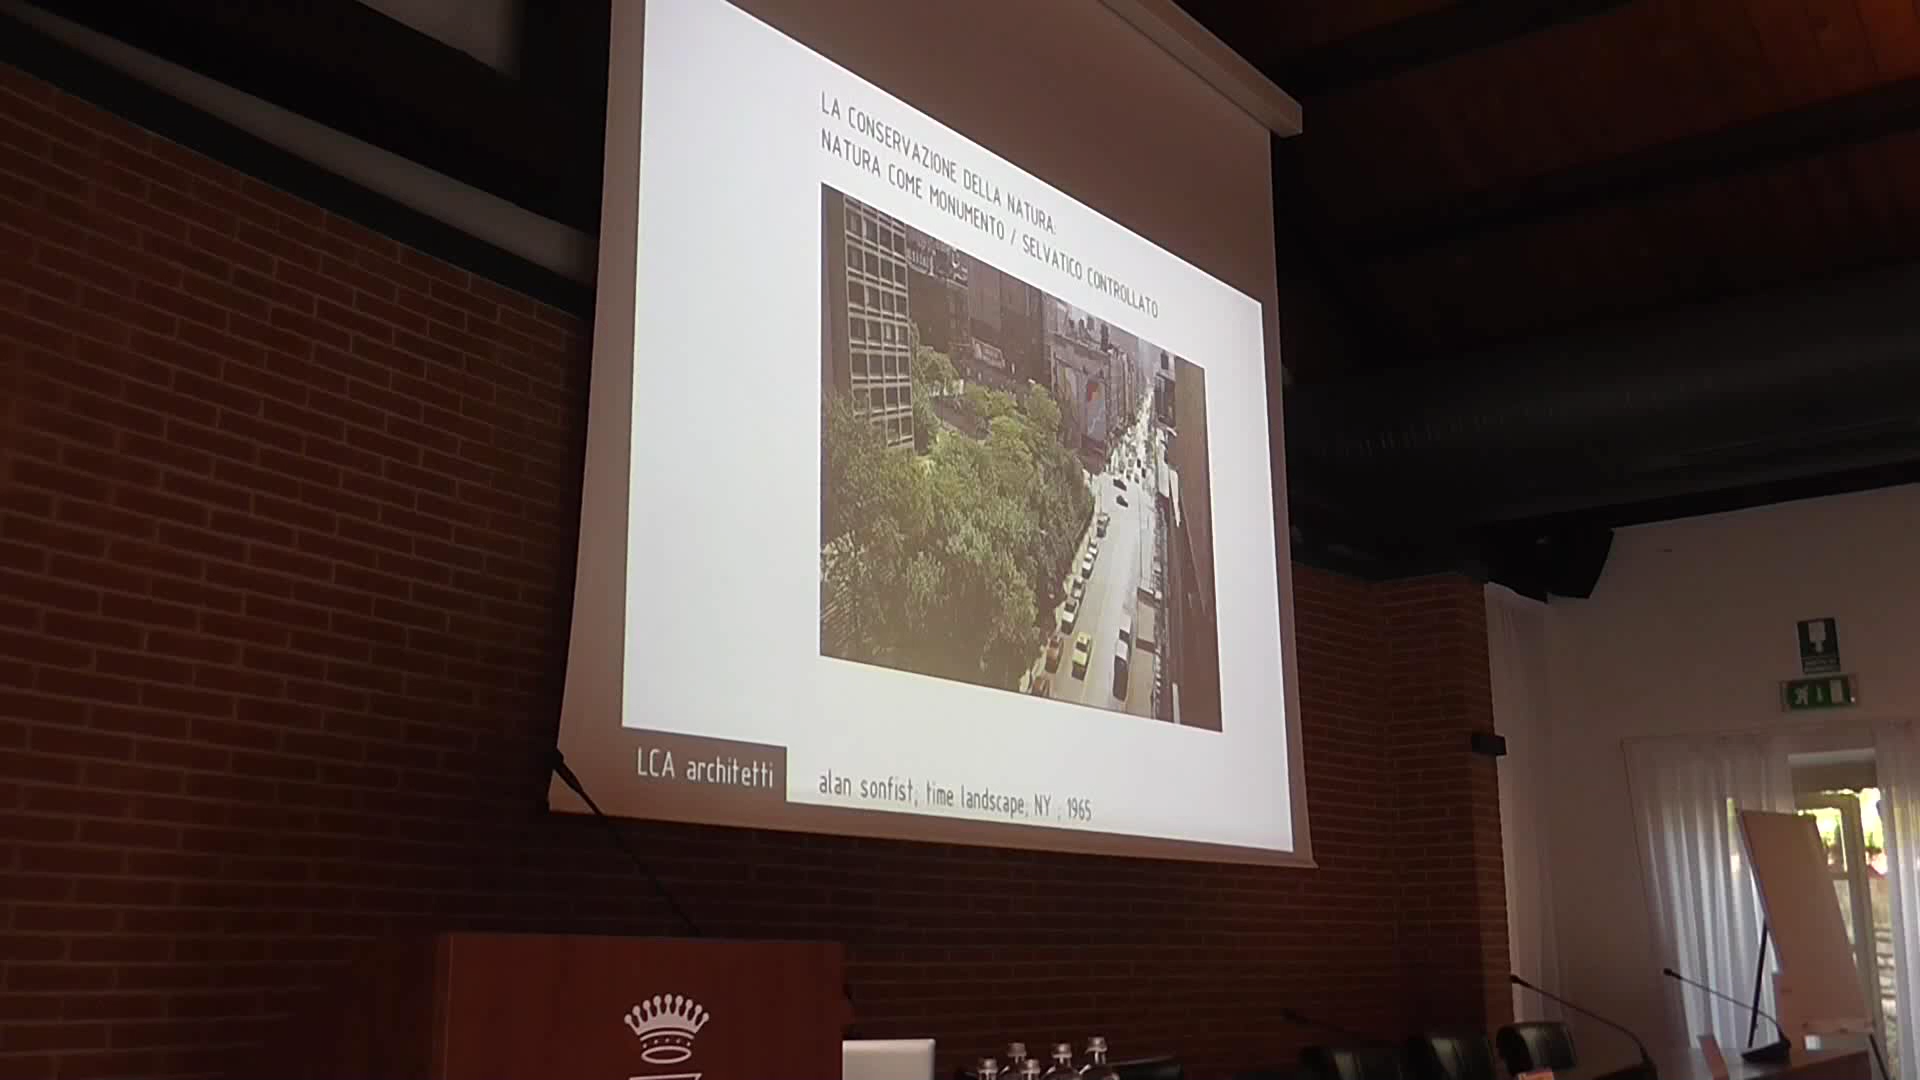 LA CONSERVAZIONE DELLA NATURA:
NATURA COME MONUMENTO / SELVATICO CONTROLLATO
LCA architetti
alan sonfist; time landscape; NY ; 1965